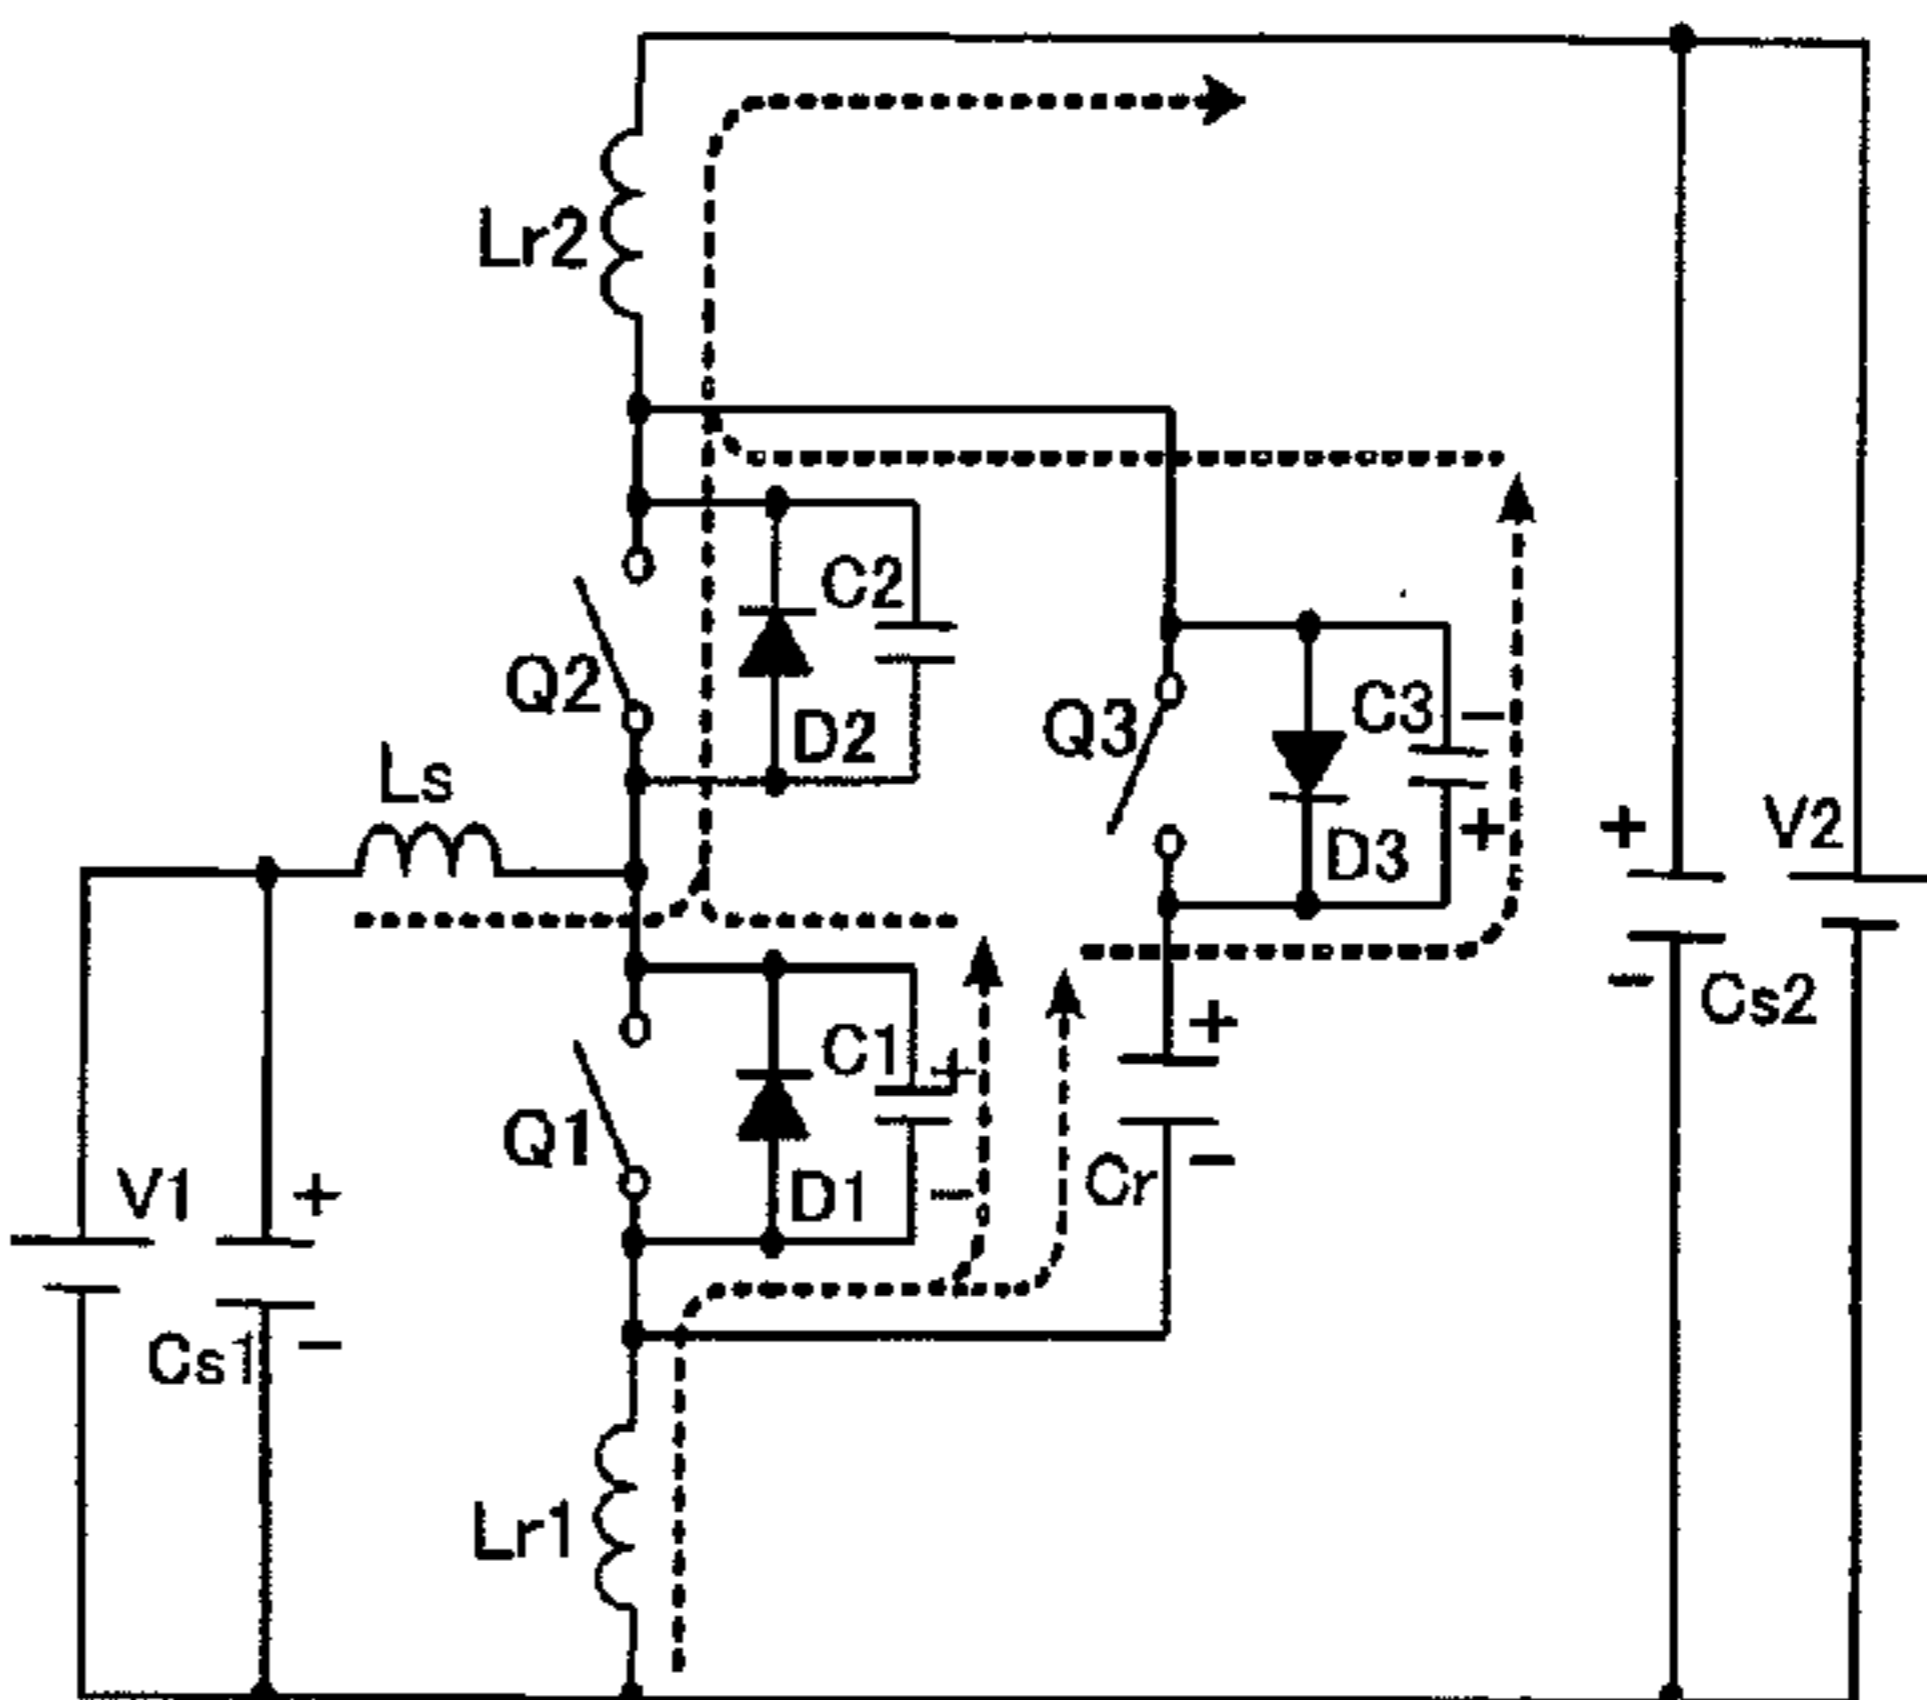 Lr2
C2
Q2
D2
C3
−
Q3
Ls
D3
+
+
V2
−
Cs2
C1
+
+
Q1
V1
+
D1
−
Cr
−
Cs1
−
Lr1